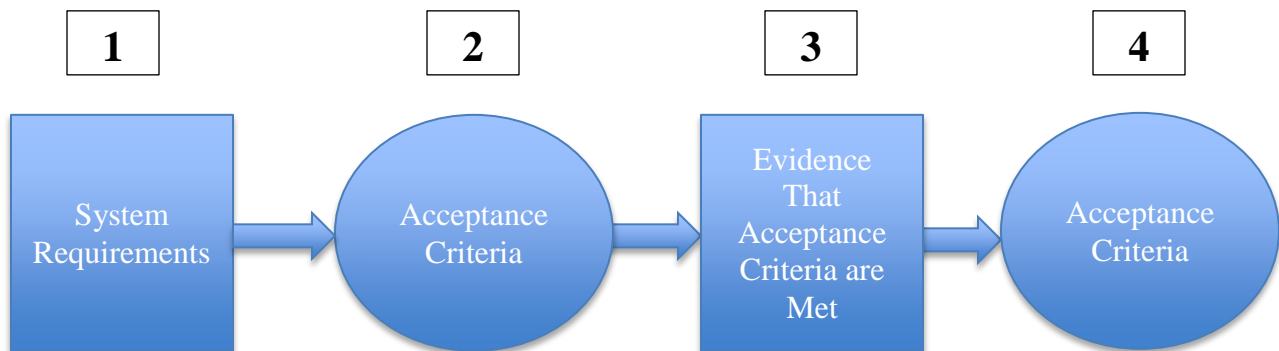 1
2
3
4
System
Requirements
Acceptance
Criteria
Evidence
That
Acceptance
Criteria are
Met
Acceptance
Criteria